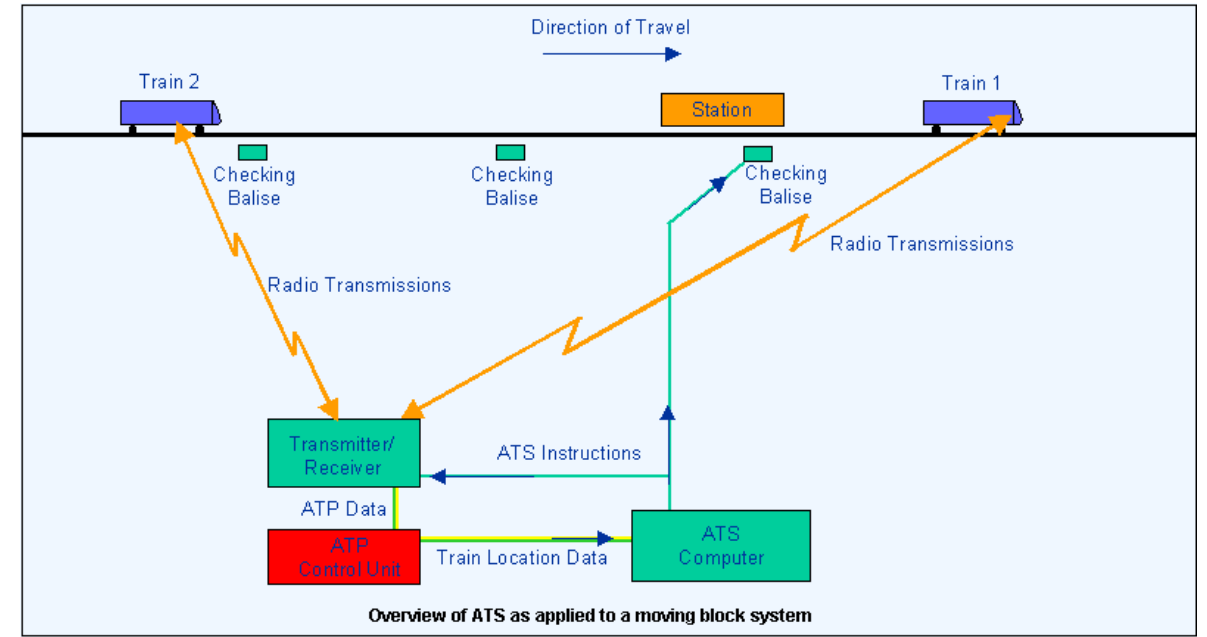 Direction of Travel
Train 2
Train 1
Station
Checking
Balise
Checking
Balise
Checking
Balise
Radio Transmissions
Radio Transmissions
Transmitter/
Receiver
ATS Instructions
ATP Data
ATP
Control Unit
Train Location Data
ATS
Computer
Overview of ATS as applied to a moving block system